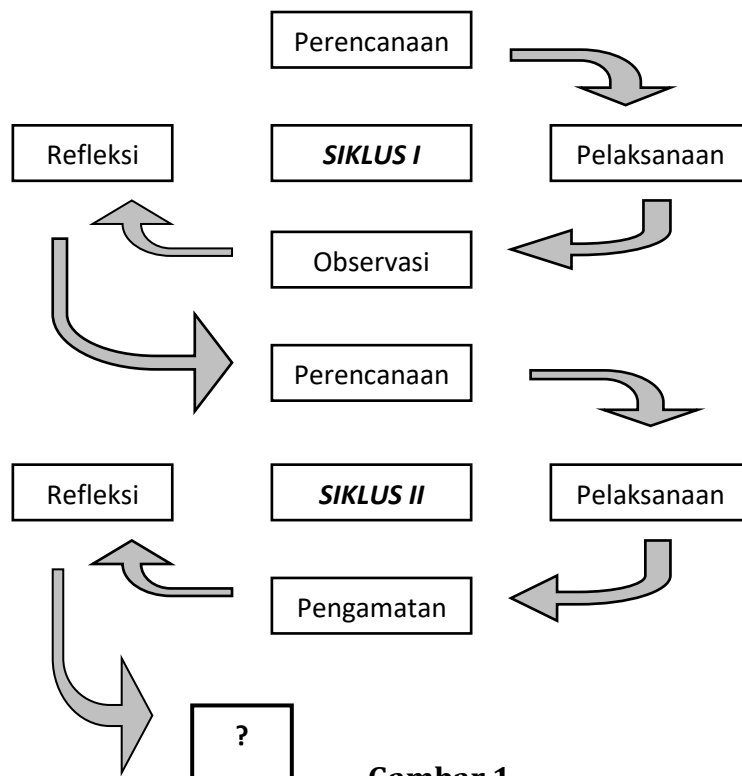 Perencanaan
Refleksi
SIKLUS I
Pelaksanaan
Observasi
Perencanaan
Refleksi
SIKLUS II
Pelaksanaan
Pengamatan
?
Gambar 1